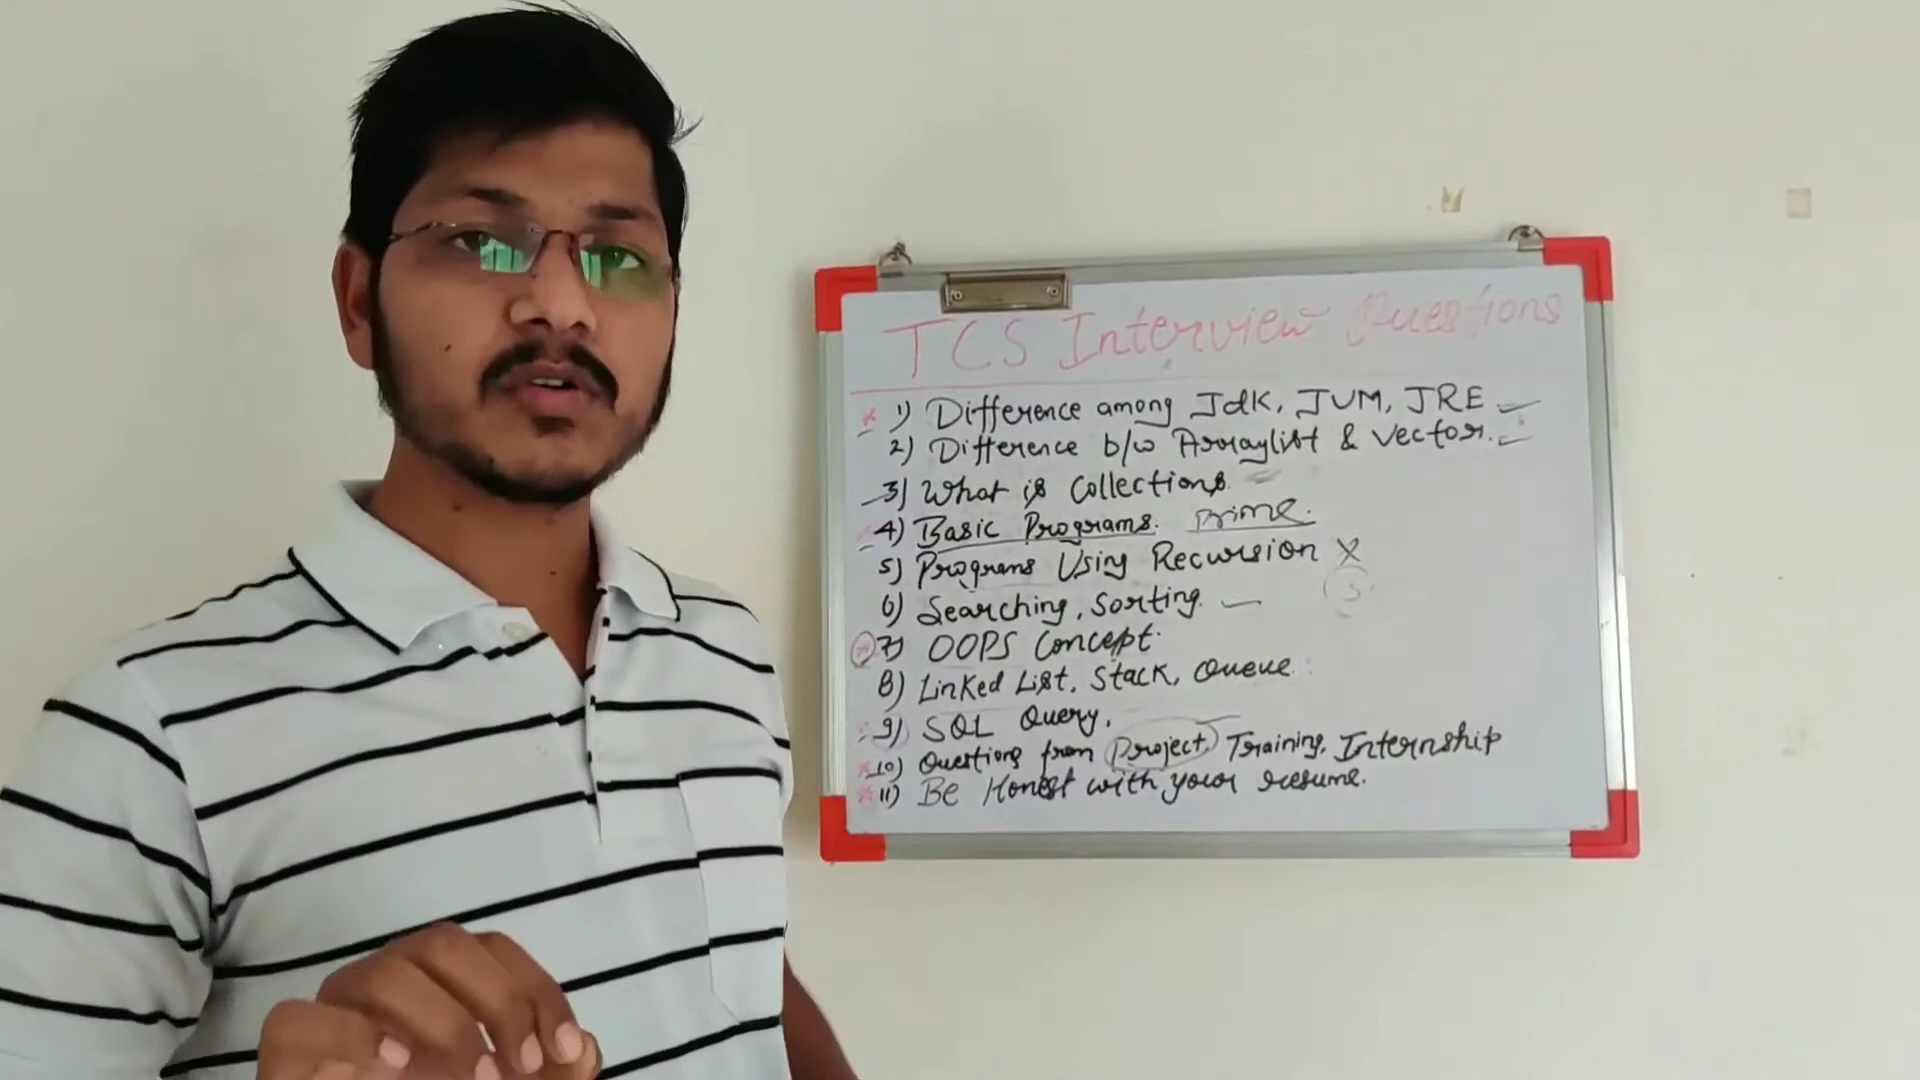 TCS Interview Questions
1) Difference among JdK, JVM, JRE
2) Difference b/w Arraylist & Vector.
3) What is Collections.
4) Basic Programs. Prime.
5) Programs Using Recursion X
6) Searching, Sorting.
7) OOPS Concept.
8) Linked List, Stack, Queue.
9) SQL Query.
10) Questions from Project, Training, Internship
11) Be Honest with your resume.